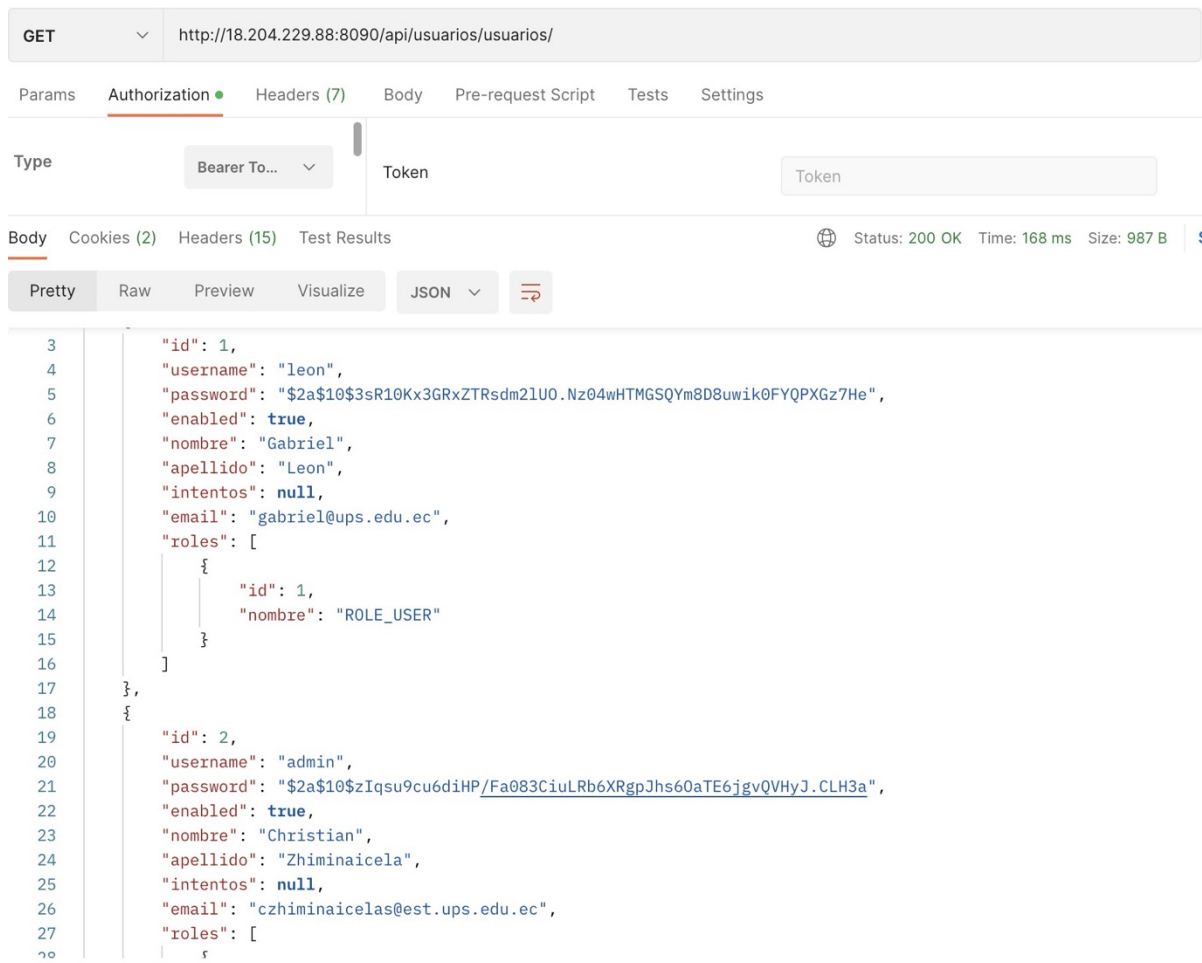 GET http://18.204.229.88:8090/api/usuarios/usuarios/
Params Authorization Headers (7) Body Pre-request Script Tests Settings
Type Bearer To... Token Token
Body Cookies (2) Headers (15) Test Results Status: 200 OK Time: 168 ms Size: 987 B
Pretty Raw Preview Visualize JSON
3 "id": 1,
4 "username": "leon",
5 "password": "$2a$10$3sR10Kx3GRxZTRsdm2lUO.Nz04wHTMGSQYm8D8uwik0FYQPXGz7He",
6 "enabled": true,
7 "nombre": "Gabriel",
8 "apellido": "Leon",
9 "intentos": null,
10 "email": "gabriel@ups.edu.ec",
11 "roles": [
12 {
13 "id": 1,
14 "nombre": "ROLE_USER"
15 }
16 ]
17 },
18 {
19 "id": 2,
20 "username": "admin",
21 "password": "$2a$10$zIqsu9cu6diHP/Fa083CiuLRb6XRgpJhs6OaTE6jgvQVHyJ.CLH3a",
22 "enabled": true,
23 "nombre": "Christian",
24 "apellido": "Zhiminaicela",
25 "intentos": null,
26 "email": "czhiminaicelas@est.ups.edu.ec",
27 "roles": [
28 {